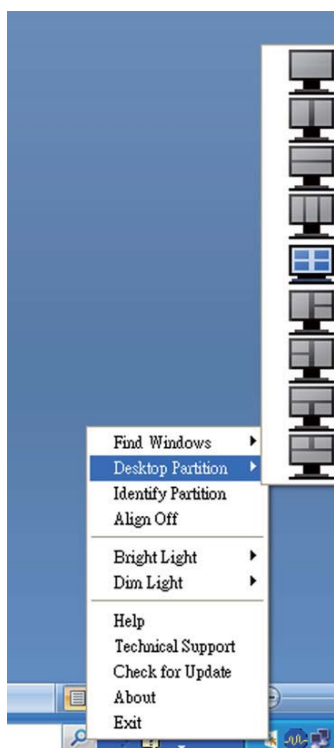 Find Windows
Desktop Partition
Identify Partition
Align Off
Bright Light
Dim Light
Help
Technical Support
Check for Update
About
Exit